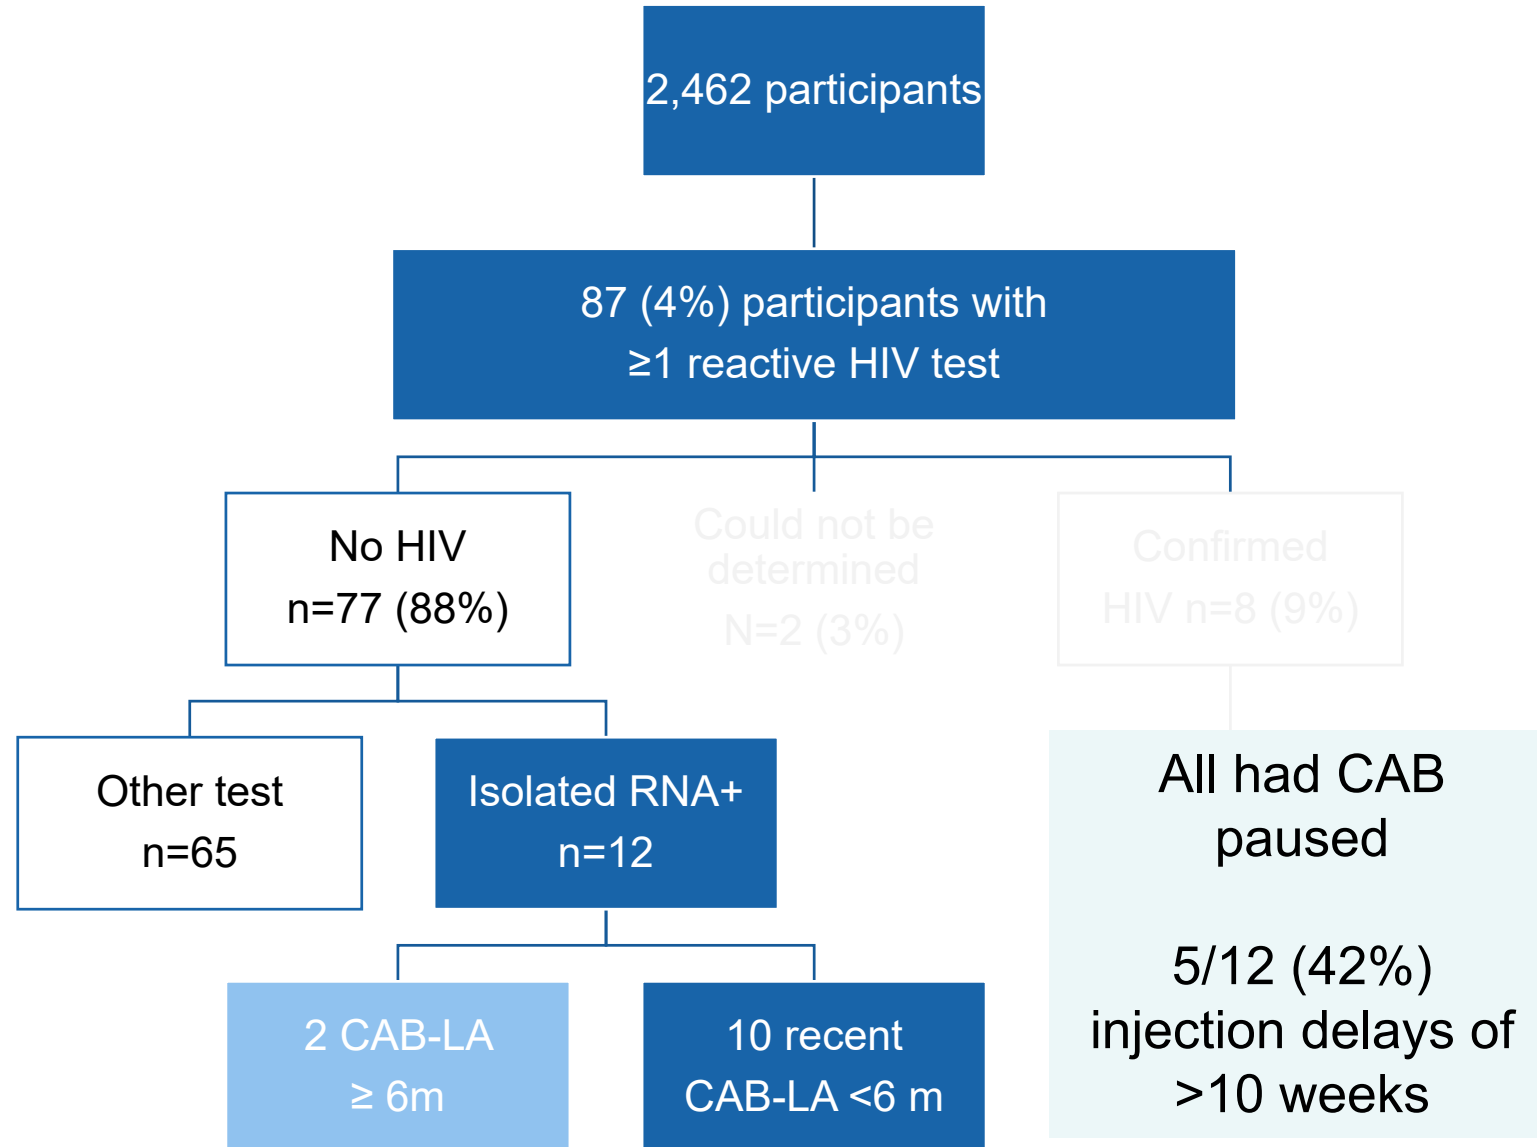 2,462 participants
87 (4%) participants with
≥1 reactive HIV test
No HIV
n=77 (88%)
Could not be
determined
N=2 (3%)
Confirmed
HIV n=8 (9%)
Other test
n=65
Isolated RNA+
n=12
All had CAB
paused
5/12 (42%)
injection delays of
>10 weeks
2 CAB-LA
≥ 6m
10 recent
CAB-LA <6 m